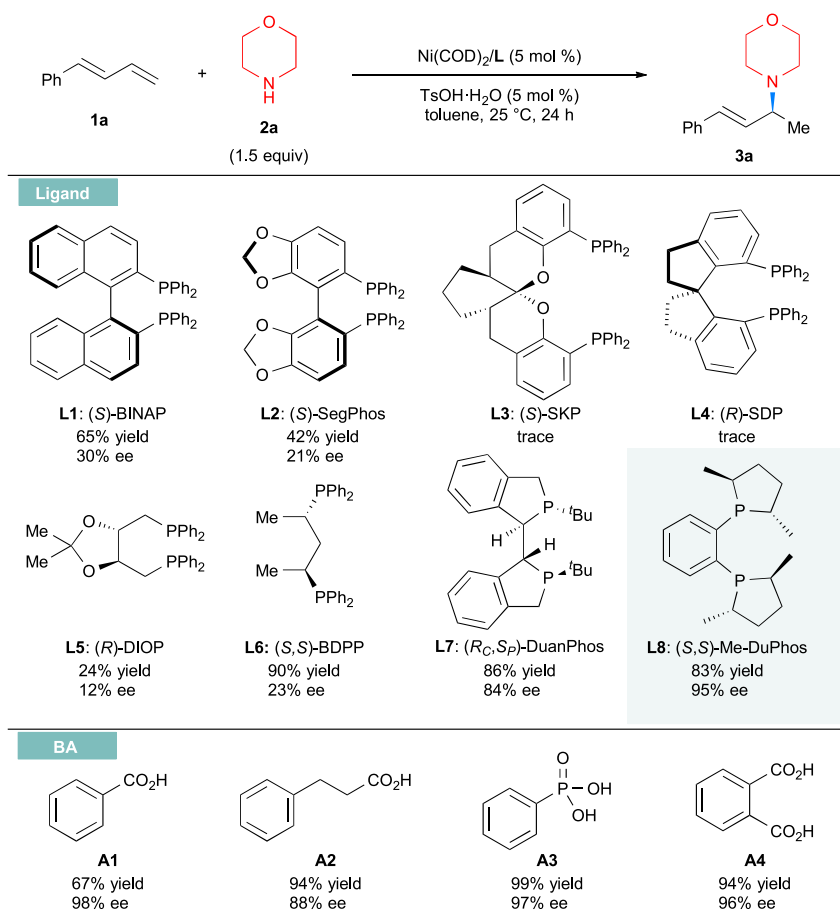 Ph
1a
+
O
N
H
2a
(1.5 equiv)
Ni(COD)2/L (5 mol %)
TsOH·H2O (5 mol %)
toluene, 25 °C, 24 h
O
N
Ph
Me
3a
Ligand
PPh2
PPh2
L1: (S)-BINAP
65% yield
30% ee
O
O
O
O
PPh2
PPh2
L2: (S)-SegPhos
42% yield
21% ee
PPh2
O
O
PPh2
L3: (S)-SKP
trace
PPh2
PPh2
L4: (R)-SDP
trace
Me
Me
O
O
PPh2
PPh2
L5: (R)-DIOP
24% yield
12% ee
PPh2
Me
Me
PPh2
L6: (S,S)-BDPP
90% yield
23% ee
P
tBu
H
H
P
tBu
L7: (RC,SP)-DuanPhos
86% yield
84% ee
P
P
L8: (S,S)-Me-DuPhos
83% yield
95% ee
BA
CO2H
A1
67% yield
98% ee
CO2H
A2
94% yield
88% ee
O
P
OH
OH
A3
99% yield
97% ee
CO2H
CO2H
A4
94% yield
96% ee